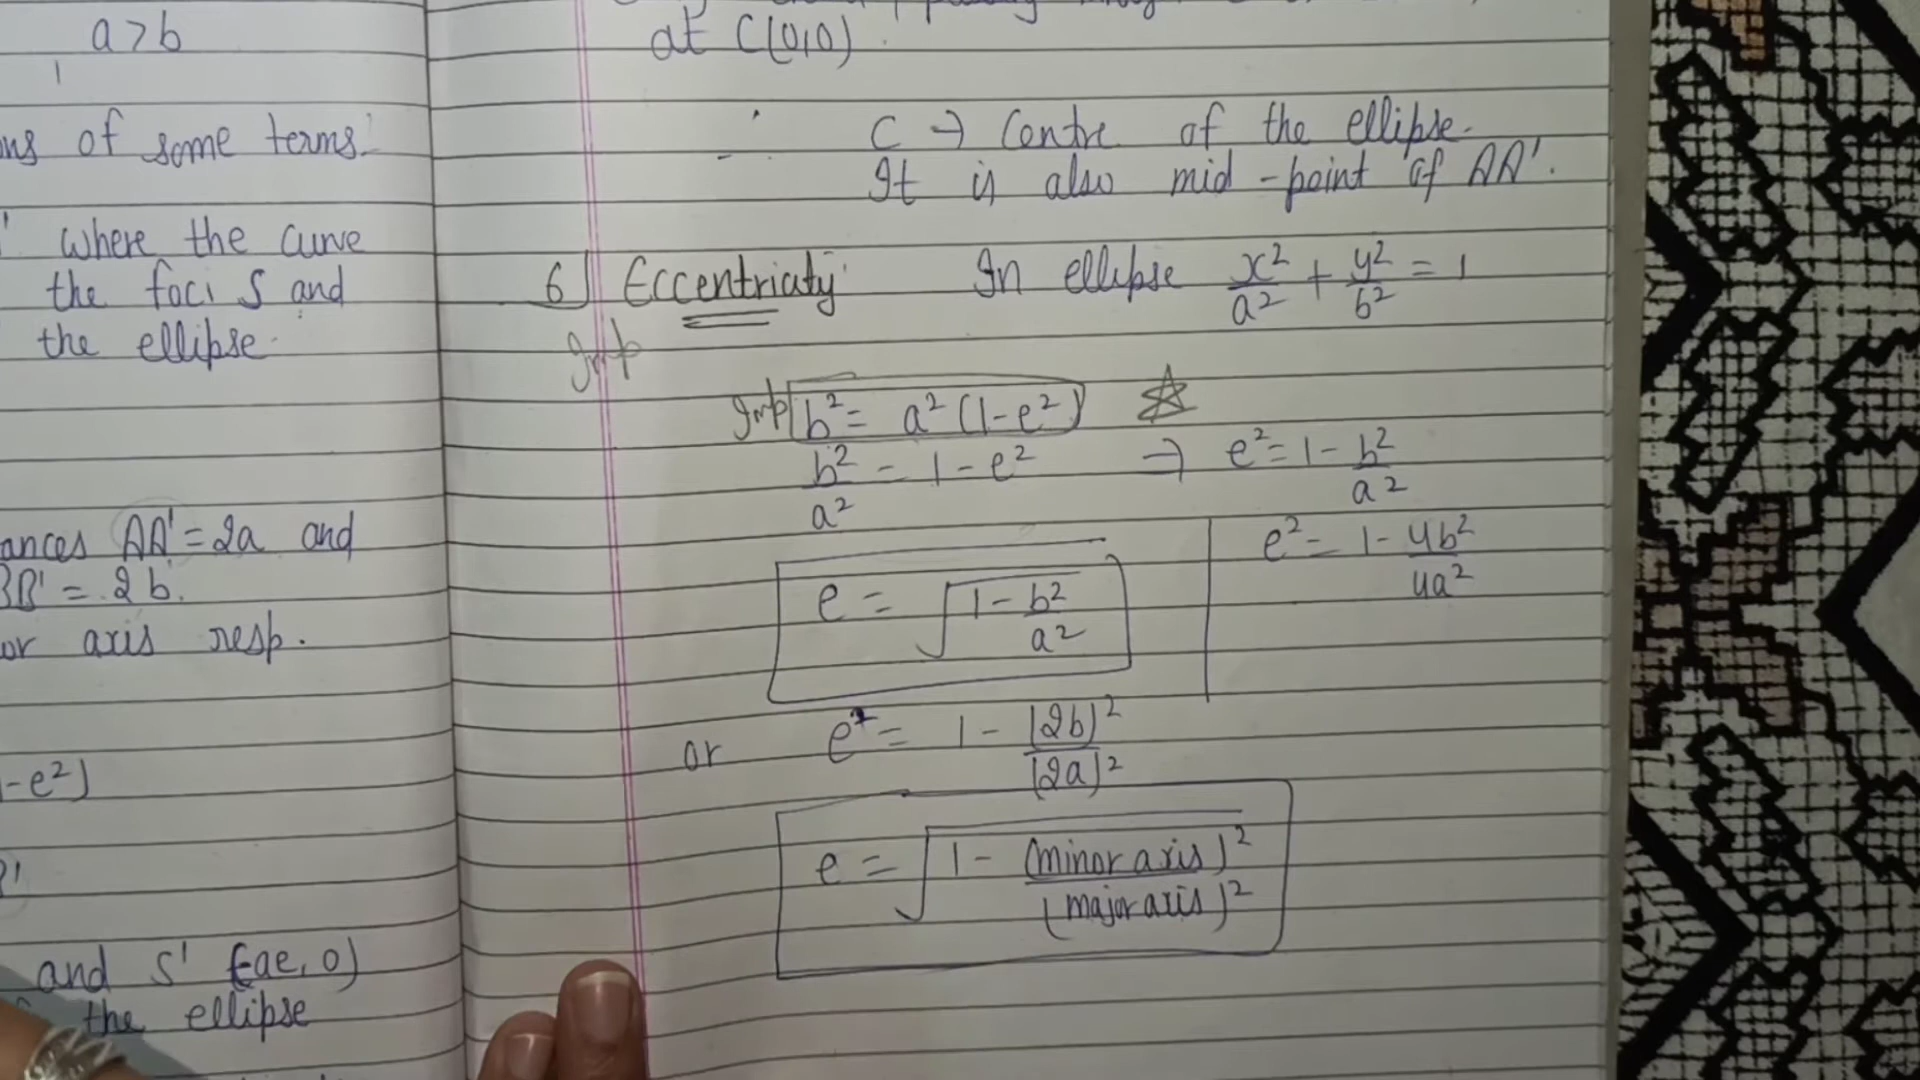 a>b
of some terms:
where the curve
the foci S and
the ellipse.
ances AA'=2a and
BB' = 2b.
or axis resp.
-e²)
and S' (-ae, 0)
the ellipse
at C(0,0).
C → Centre of the ellipse.
It is also mid-point of AA'.
6) Eccentriaty In ellipse x²/a² + y²/b² = 1
Imp
Imp b² = a² (1-e²)
b²/a² = 1-e² → e² = 1 - b²/a²
e² = 1 - 4b²/4a²
e = √(1 - b²/a²)
or e² = 1 - (2b)²/(2a)²
e = √(1 - (minor axis)²/(major axis)²)